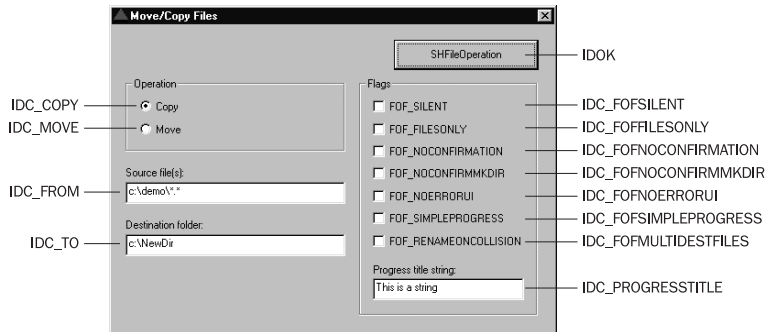 Move/Copy Files
SHFileOperation
IDOK
Operation
Flags
IDC_COPY
Copy
FOF_SILENT
IDC_FOFSILENT
IDC_MOVE
Move
FOF_FILESONLY
IDC_FOFFILESONLY
FOF_NOCONFIRMATION
IDC_FOFNOCONFIRMATION
Source file(s):
FOF_NOCONFIRMMKDIR
IDC_FOFNOCONFIRMMKDIR
IDC_FROM
c:\demo\*.*
FOF_NOERRORUI
IDC_FOFNOERRORUI
Destination folder:
FOF_SIMPLEPROGRESS
IDC_FOFSIMPLEPROGRESS
IDC_TO
c:\NewDir
FOF_RENAMEONCOLLISION
IDC_FOFMULTIDESTFILES
Progress title string:
This is a string
IDC_PROGRESSTITLE